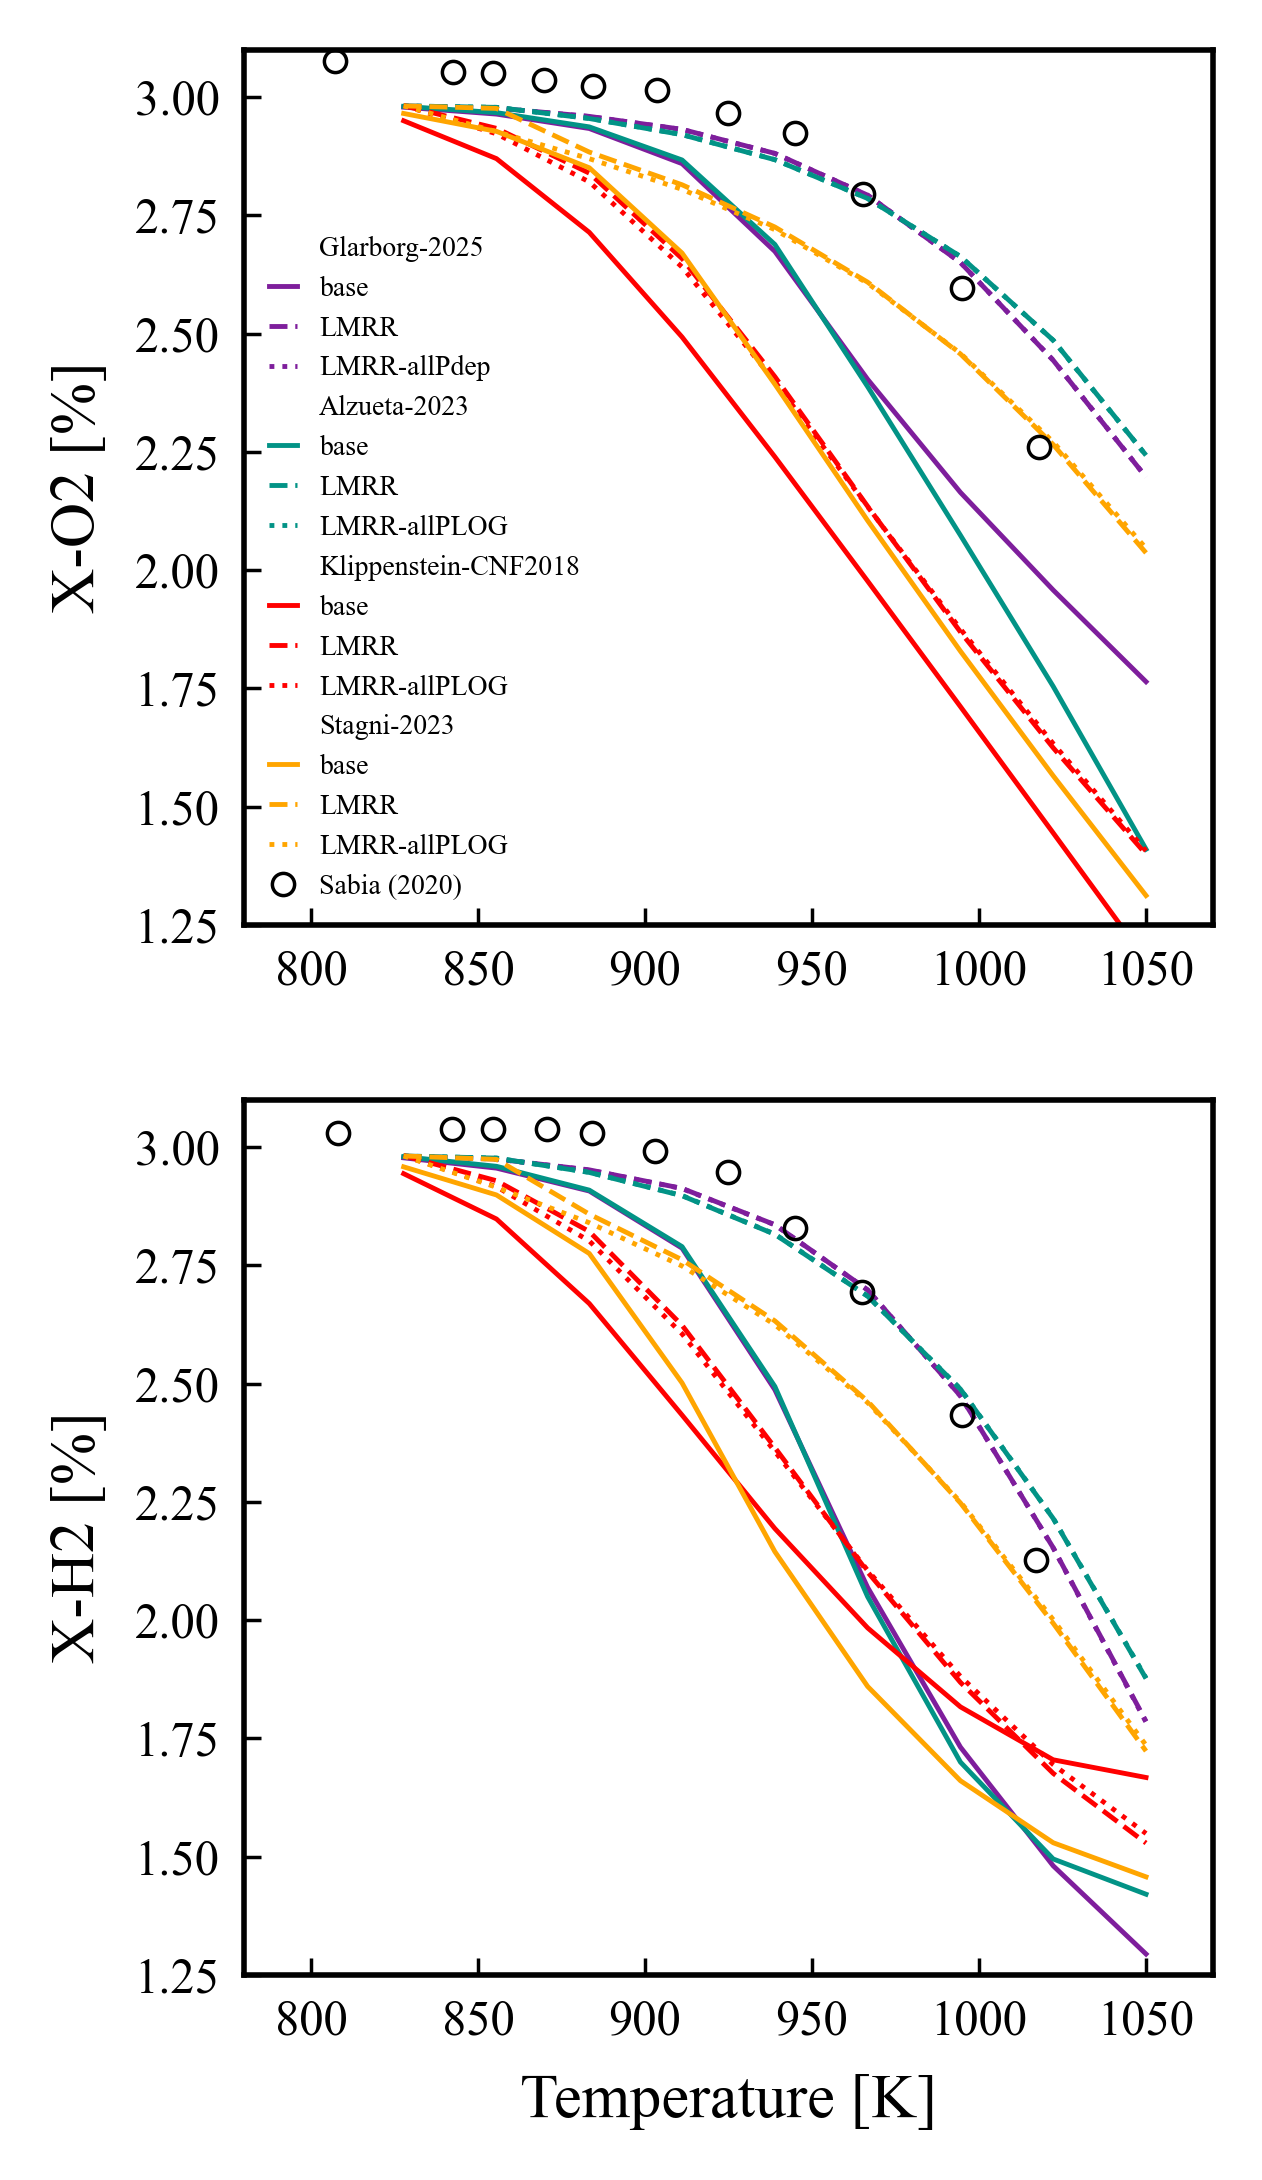 3.00
2.75
2.50
2.25
2.00
1.75
1.50
1.25
X-O2 [%]
Glarborg-2025
base
LMRR
LMRR-allPdep
Alzueta-2023
base
LMRR
LMRR-allPLOG
Klippenstein-CNF2018
base
LMRR
LMRR-allPLOG
Stagni-2023
base
LMRR
LMRR-allPLOG
Sabia (2020)
800 850 900 950 1000 1050
3.00
2.75
2.50
2.25
2.00
1.75
1.50
1.25
X-H2 [%]
800 850 900 950 1000 1050
Temperature [K]